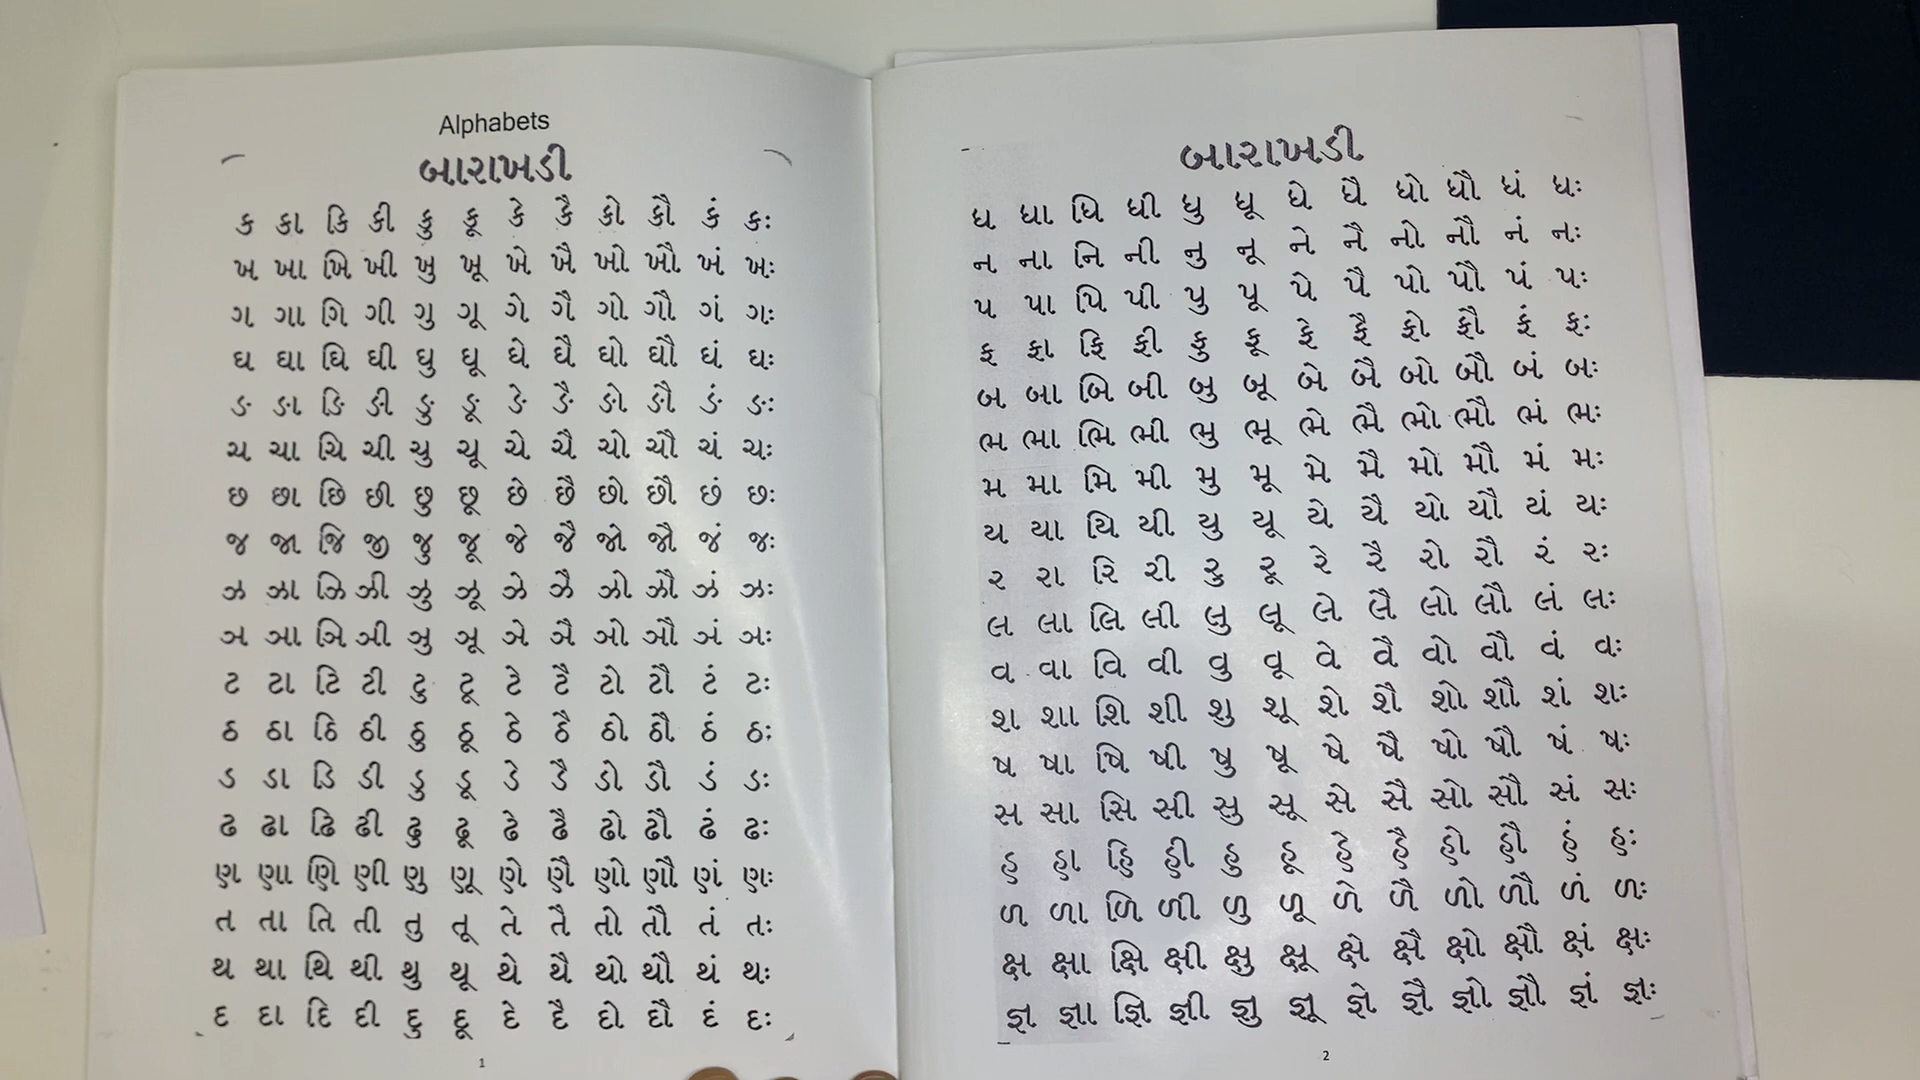 Alphabets
બારાખડી
ક કા કિ કી કુ કૂ કે કૈ કો કૌ કં કઃ
ખ ખા ખિ ખી ખુ ખૂ ખે ખૈ ખો ખૌ ખં ખઃ
ગ ગા ગિ ગી ગુ ગૂ ગે ગૈ ગો ગૌ ગં ગઃ
ઘ ઘા ઘિ ઘી ઘુ ઘૂ ઘે ઘૈ ઘો ઘૌ ઘં ઘઃ
ઙ ઙા ઙિ ઙી ઙુ ઙૂ ઙે ઙૈ ઙો ઙૌ ઙં ઙઃ
ચ ચા ચિ ચી ચુ ચૂ ચે ચૈ ચો ચૌ ચં ચઃ
છ છા છિ છી છુ છૂ છે છૈ છો છૌ છં છઃ
જ જા જિ જી જુ જૂ જે જૈ જો જૌ જં જઃ
ઝ ઝા ઝિ ઝી ઝુ ઝૂ ઝે ઝૈ ઝો ઝૌ ઝં ઝઃ
ઞ ઞા ઞિ ઞી ઞુ ઞૂ ઞે ઞૈ ઞો ઞૌ ઞં ઞઃ
ટ ટા ટિ ટી ટુ ટૂ ટે ટૈ ટો ટૌ ટં ટઃ
ઠ ઠા ઠિ ઠી ઠુ ઠૂ ઠે ઠૈ ઠો ઠૌ ઠં ઠઃ
ડ ડા ડિ ડી ડુ ડૂ ડે ડૈ ડો ડૌ ડં ડઃ
ઢ ઢા ઢિ ઢી ઢુ ઢૂ ઢે ઢૈ ઢો ઢૌ ઢં ઢઃ
ણ ણા ણિ ણી ણુ ણૂ ણે ણૈ ણો ણૌ ણં ણઃ
ત તા તિ તી તુ તૂ તે તૈ તો તૌ તં તઃ
થ થા થિ થી થુ થૂ થે થૈ થો થૌ થં થઃ
દ દા દિ દી દુ દૂ દે દૈ દો દૌ દં દઃ
1
બારાખડી
ધ ધા ધિ ધી ધુ ધૂ ધે ધૈ ધો ધૌ ધં ધઃ
ન ના નિ ની નુ નૂ ને નૈ નો નૌ નં નઃ
પ પા પિ પી પુ પૂ પે પૈ પો પૌ પં પઃ
ફ ફા ફિ ફી ફુ ફૂ ફે ફૈ ફો ફૌ ફં ફઃ
બ બા બિ બી બુ બૂ બે બૈ બો બૌ બં બઃ
ભ ભા ભિ ભી ભુ ભૂ ભે ભૈ ભો ભૌ ભં ભઃ
મ મા મિ મી મુ મૂ મે મૈ મો મૌ મં મઃ
ય યા યિ યી યુ યૂ યે યૈ યો યૌ યં યઃ
ર રા રિ રી રુ રૂ રે રૈ રો રૌ રં રઃ
લ લા લિ લી લુ લૂ લે લૈ લો લૌ લં લઃ
વ વા વિ વી વુ વૂ વે વૈ વો વૌ વં વઃ
શ શા શિ શી શુ શૂ શે શૈ શો શૌ શં શઃ
ષ ષા ષિ ષી ષુ ષૂ ષે ષૈ ષો ષૌ ષં ષઃ
સ સા સિ સી સુ સૂ સે સૈ સો સૌ સં સઃ
હ હા હિ હી હુ હૂ હે હૈ હો હૌ હં હઃ
ળ ળા ળિ ળી ળુ ળૂ ળે ળૈ ળો ળૌ ળં ળઃ
ક્ષ ક્ષા ક્ષિ ક્ષી ક્ષુ ક્ષૂ ક્ષે ક્ષૈ ક્ષો ક્ષૌ ક્ષં ક્ષઃ
જ્ઞ જ્ઞા જ્ઞિ જ્ઞી જ્ઞુ જ્ઞૂ જ્ઞે જ્ઞૈ જ્ઞો જ્ઞૌ જ્ઞં જ્ઞઃ
2